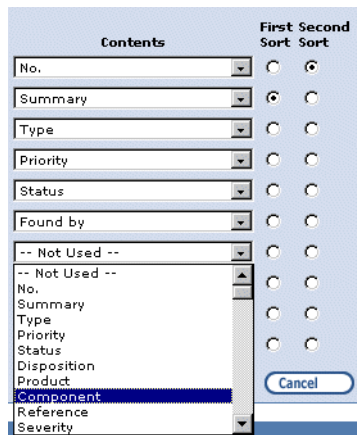 First Second
Contents Sort Sort
No.
Summary
Type
Priority
Status
Found by
-- Not Used --
-- Not Used --
No.
Summary
Type
Priority
Status
Disposition
Product
Component
Reference
Severity
Cancel